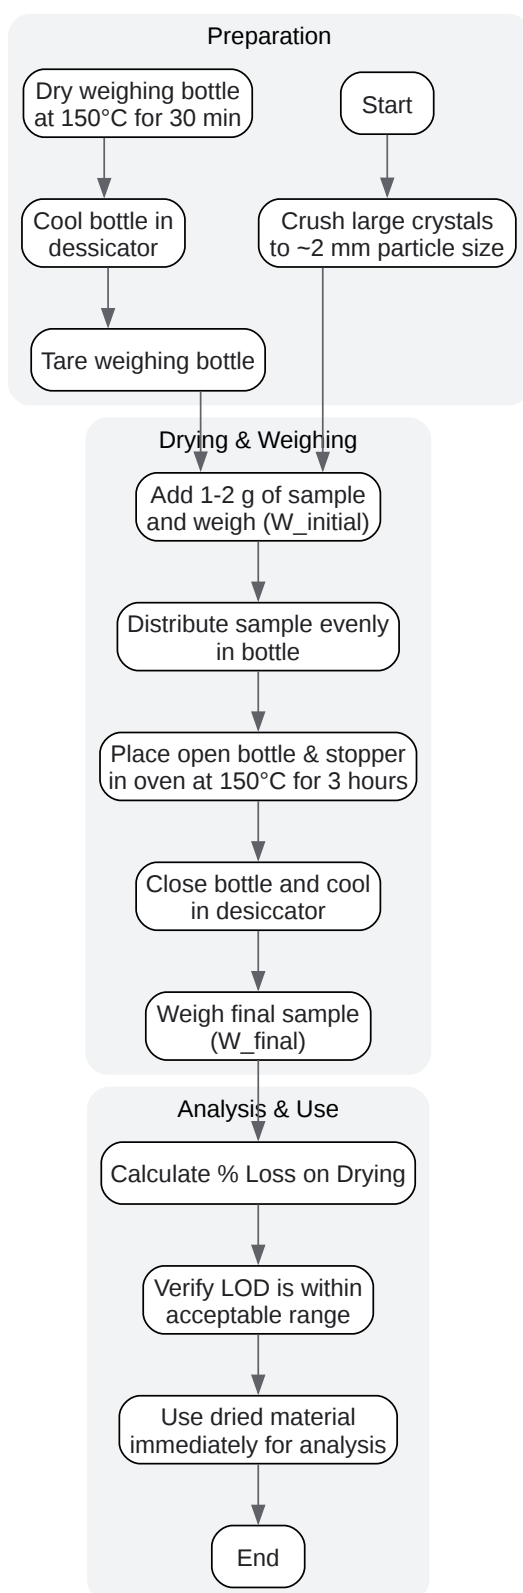 Preparation
Dry weighing bottle
at 150°C for 30 min
Start
Cool bottle in
dessicator
Crush large crystals
to ~2 mm particle size
Tare weighing bottle
Drying & Weighing
Add 1-2 g of sample
and weigh (W_initial)
Distribute sample evenly
in bottle
Place open bottle & stopper
in oven at 150°C for 3 hours
Close bottle and cool
in desiccator
Weigh final sample
(W_final)
Analysis & Use
Calculate % Loss on Drying
Verify LOD is within
acceptable range
Use dried material
immediately for analysis
End